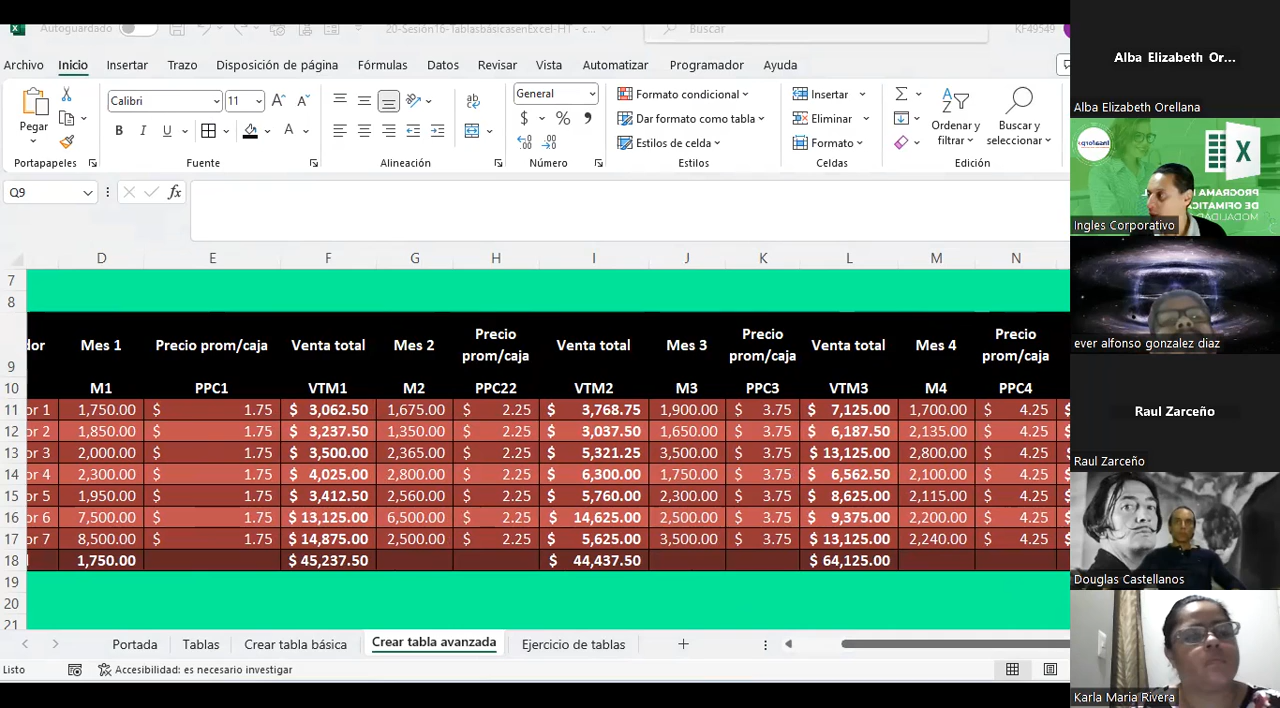 Autoguardado 20-Sesión16-TablasbásicasenExcel-HT - c... Buscar KF49549
Archivo Inicio Insertar Trazo Disposición de página Fórmulas Datos Revisar Vista Automatizar Programador Ayuda
Pegar Calibri 11 General Formato condicional Insertar
N K S $ % Dar formato como tabla Eliminar Ordenar y filtrar Buscar y seleccionar
Estilos de celda Formato
Portapapeles Fuente Alineación Número Estilos Celdas Edición
Q9 fx
D E F G H I J K L M N
7
8
9 dor Mes 1 Precio prom/caja Venta total Mes 2 Precio prom/caja Venta total Mes 3 Precio prom/caja Venta total Mes 4 Precio prom/caja
10 M1 PPC1 VTM1 M2 PPC22 VTM2 M3 PPC3 VTM3 M4 PPC4
11 or 1 1,750.00 $ 1.75 $ 3,062.50 1,675.00 $ 2.25 $ 3,768.75 1,900.00 $ 3.75 $ 7,125.00 1,700.00 $ 4.25 $
12 or 2 1,850.00 $ 1.75 $ 3,237.50 1,350.00 $ 2.25 $ 3,037.50 1,650.00 $ 3.75 $ 6,187.50 2,135.00 $ 4.25 $
13 or 3 2,000.00 $ 1.75 $ 3,500.00 2,365.00 $ 2.25 $ 5,321.25 3,500.00 $ 3.75 $ 13,125.00 2,800.00 $ 4.25 $
14 or 4 2,300.00 $ 1.75 $ 4,025.00 2,800.00 $ 2.25 $ 6,300.00 1,750.00 $ 3.75 $ 6,562.50 2,100.00 $ 4.25 $
15 or 5 1,950.00 $ 1.75 $ 3,412.50 2,560.00 $ 2.25 $ 5,760.00 2,300.00 $ 3.75 $ 8,625.00 2,115.00 $ 4.25 $
16 or 6 7,500.00 $ 1.75 $ 13,125.00 6,500.00 $ 2.25 $ 14,625.00 2,500.00 $ 3.75 $ 9,375.00 2,200.00 $ 4.25 $
17 or 7 8,500.00 $ 1.75 $ 14,875.00 2,500.00 $ 2.25 $ 5,625.00 3,500.00 $ 3.75 $ 13,125.00 2,240.00 $ 4.25 $
18 1,750.00 $ 45,237.50 $ 44,437.50 $ 64,125.00
19
20
21
Portada Tablas Crear tabla básica Crear tabla avanzada Ejercicio de tablas
Listo Accesibilidad: es necesario investigar
Alba Elizabeth Or...
Alba Elizabeth Orellana
PROGRAMA
DE OFIMATICA
MODALIDAD
Ingles Corporativo
ever alfonso gonzalez diaz
Raul Zarceño
Raul Zarceño
Douglas Castellanos
Karla Maria Rivera